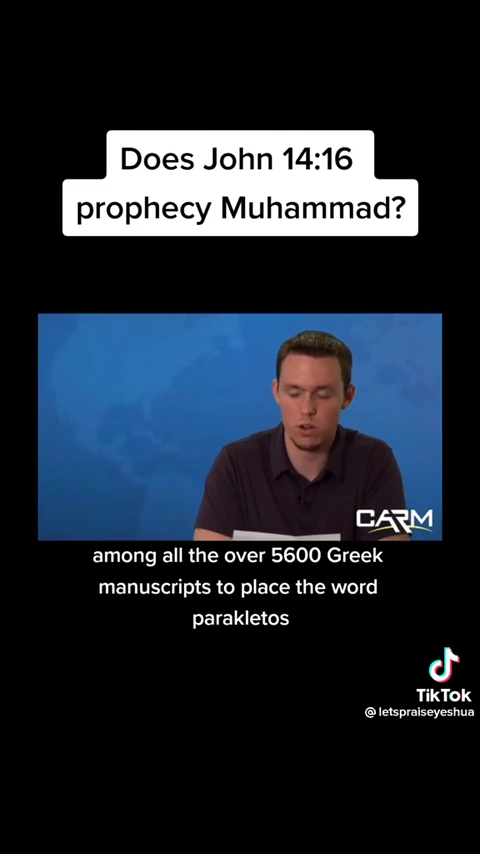 Does John 14:16
prophecy Muhammad?
CARM
among all the over 5600 Greek
manuscripts to place the word
parakletos
TikTok
@letspraiseyeshua